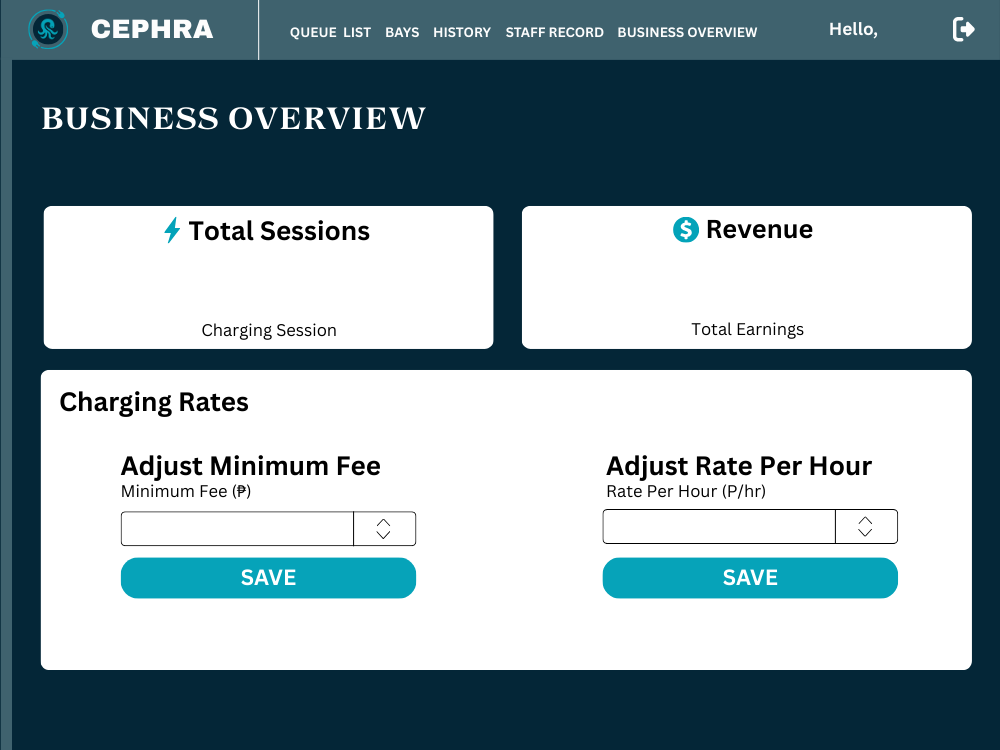 CEPHRA
QUEUE LIST BAYS HISTORY STAFF RECORD BUSINESS OVERVIEW
Hello,
BUSINESS OVERVIEW
Total Sessions
Charging Session
$ Revenue
Total Earnings
Charging Rates
Adjust Minimum Fee
Minimum Fee (₱)
SAVE
Adjust Rate Per Hour
Rate Per Hour (P/hr)
SAVE